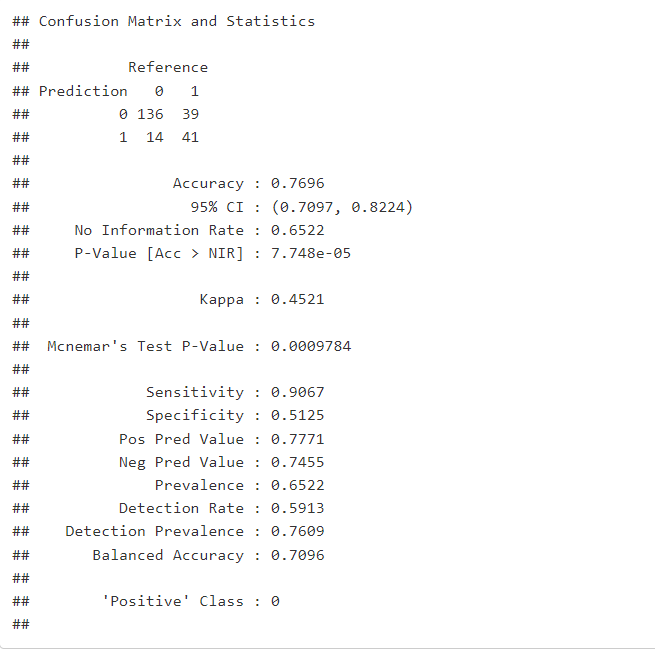 ## Confusion Matrix and Statistics
##
##           Reference
## Prediction   0   1
##          0 136  39
##          1  14  41
##
##                Accuracy : 0.7696
##                  95% CI : (0.7097, 0.8224)
##     No Information Rate : 0.6522
##     P-Value [Acc > NIR] : 7.748e-05
##
##                   Kappa : 0.4521
##
##  Mcnemar's Test P-Value : 0.0009784
##
##             Sensitivity : 0.9067
##             Specificity : 0.5125
##          Pos Pred Value : 0.7771
##          Neg Pred Value : 0.7455
##              Prevalence : 0.6522
##          Detection Rate : 0.5913
##    Detection Prevalence : 0.7609
##       Balanced Accuracy : 0.7096
##
##        'Positive' Class : 0
##